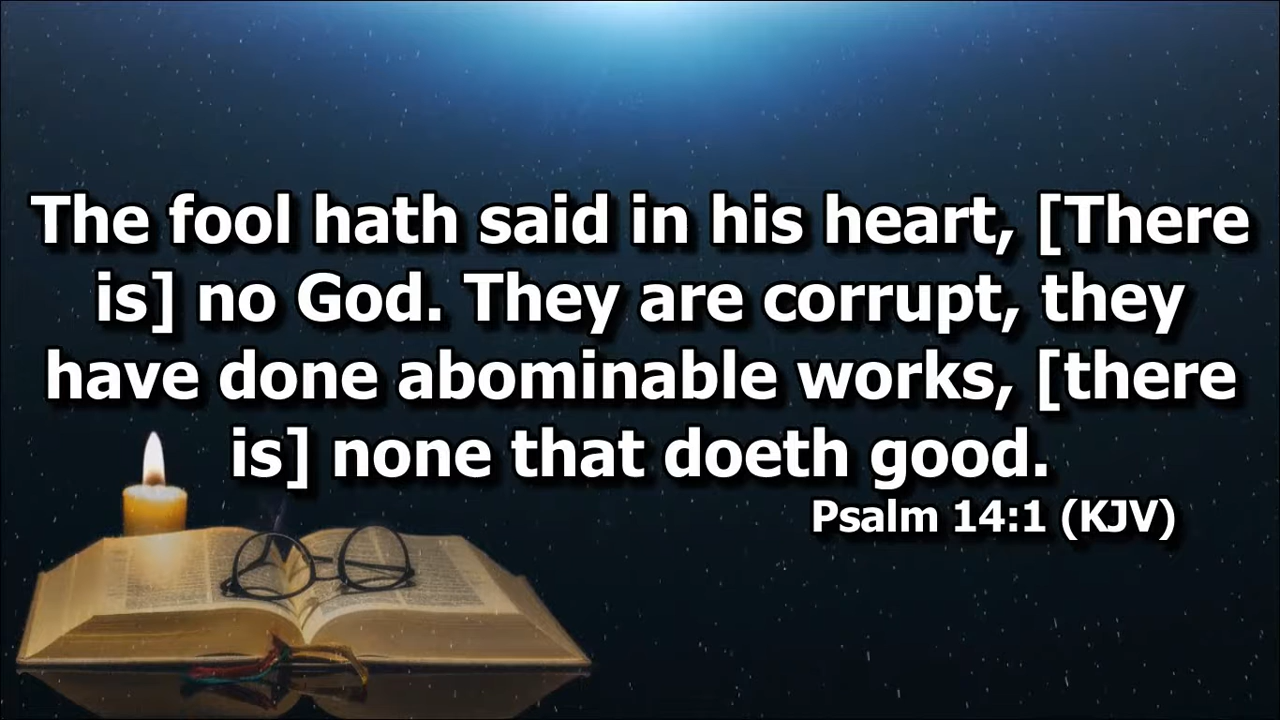 The fool hath said in his heart, [There
is] no God. They are corrupt, they
have done abominable works, [there
is] none that doeth good.
Psalm 14:1 (KJV)